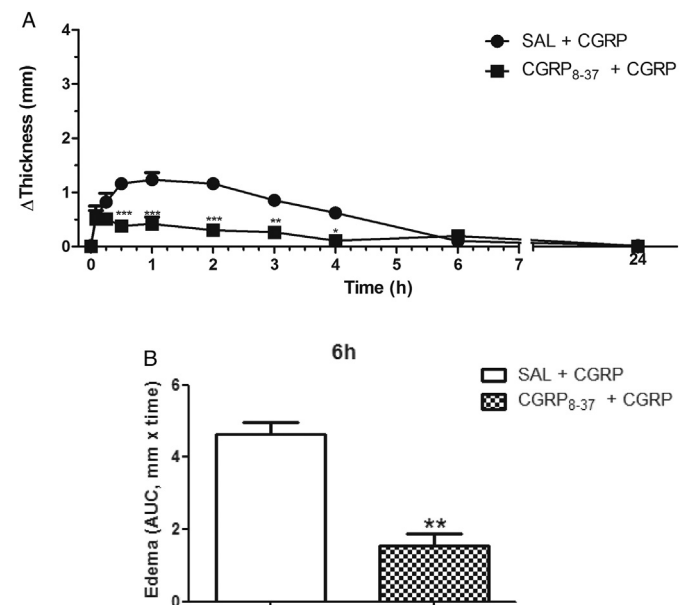 A
SAL + CGRP
CGRP8-37 + CGRP
ΔThickness (mm)
4
3
2
1
0
*** *** *** ** *
0 1 2 3 4 5 6 7 24
Time (h)
B
6h
SAL + CGRP
CGRP8-37 + CGRP
Edema (AUC, mm x time)
6
4
2
0
**